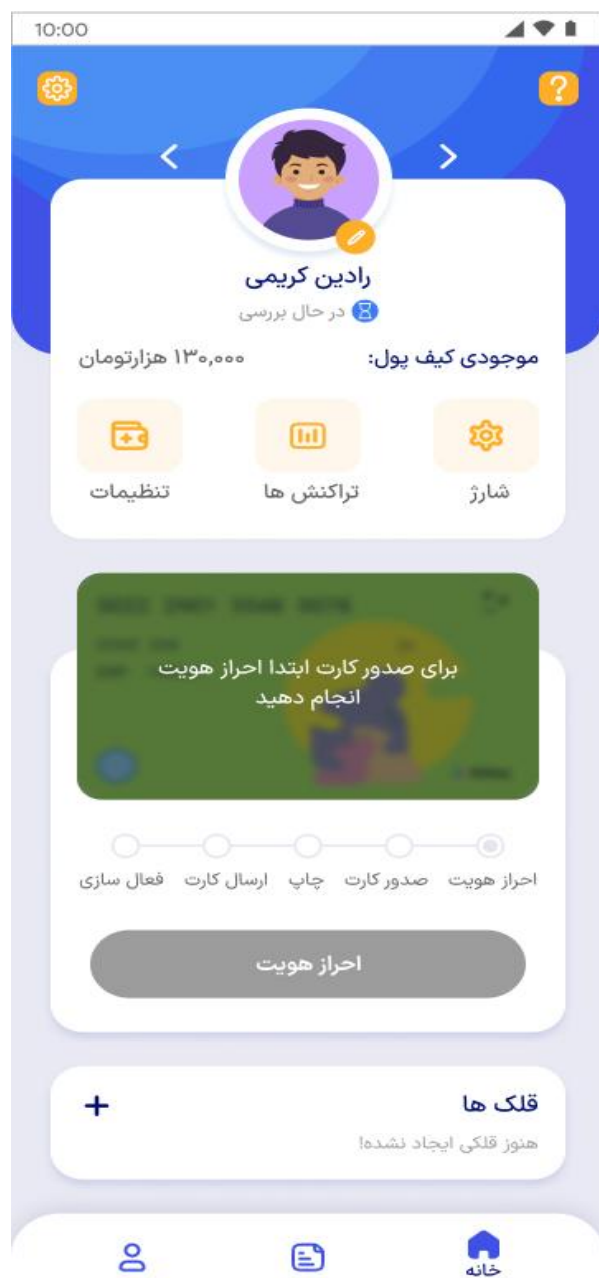 10:00
رادین کریمی
در حال بررسی
موجودی کیف پول: ۱۳۰,۰۰۰ هزارتومان
شارژ تراکنش ها تنظیمات
برای صدور کارت ابتدا احراز هویت
انجام دهید
احراز هویت صدور کارت چاپ ارسال کارت فعال سازی
احراز هویت
قلک ها
هنوز قلکی ایجاد نشده!
خانه